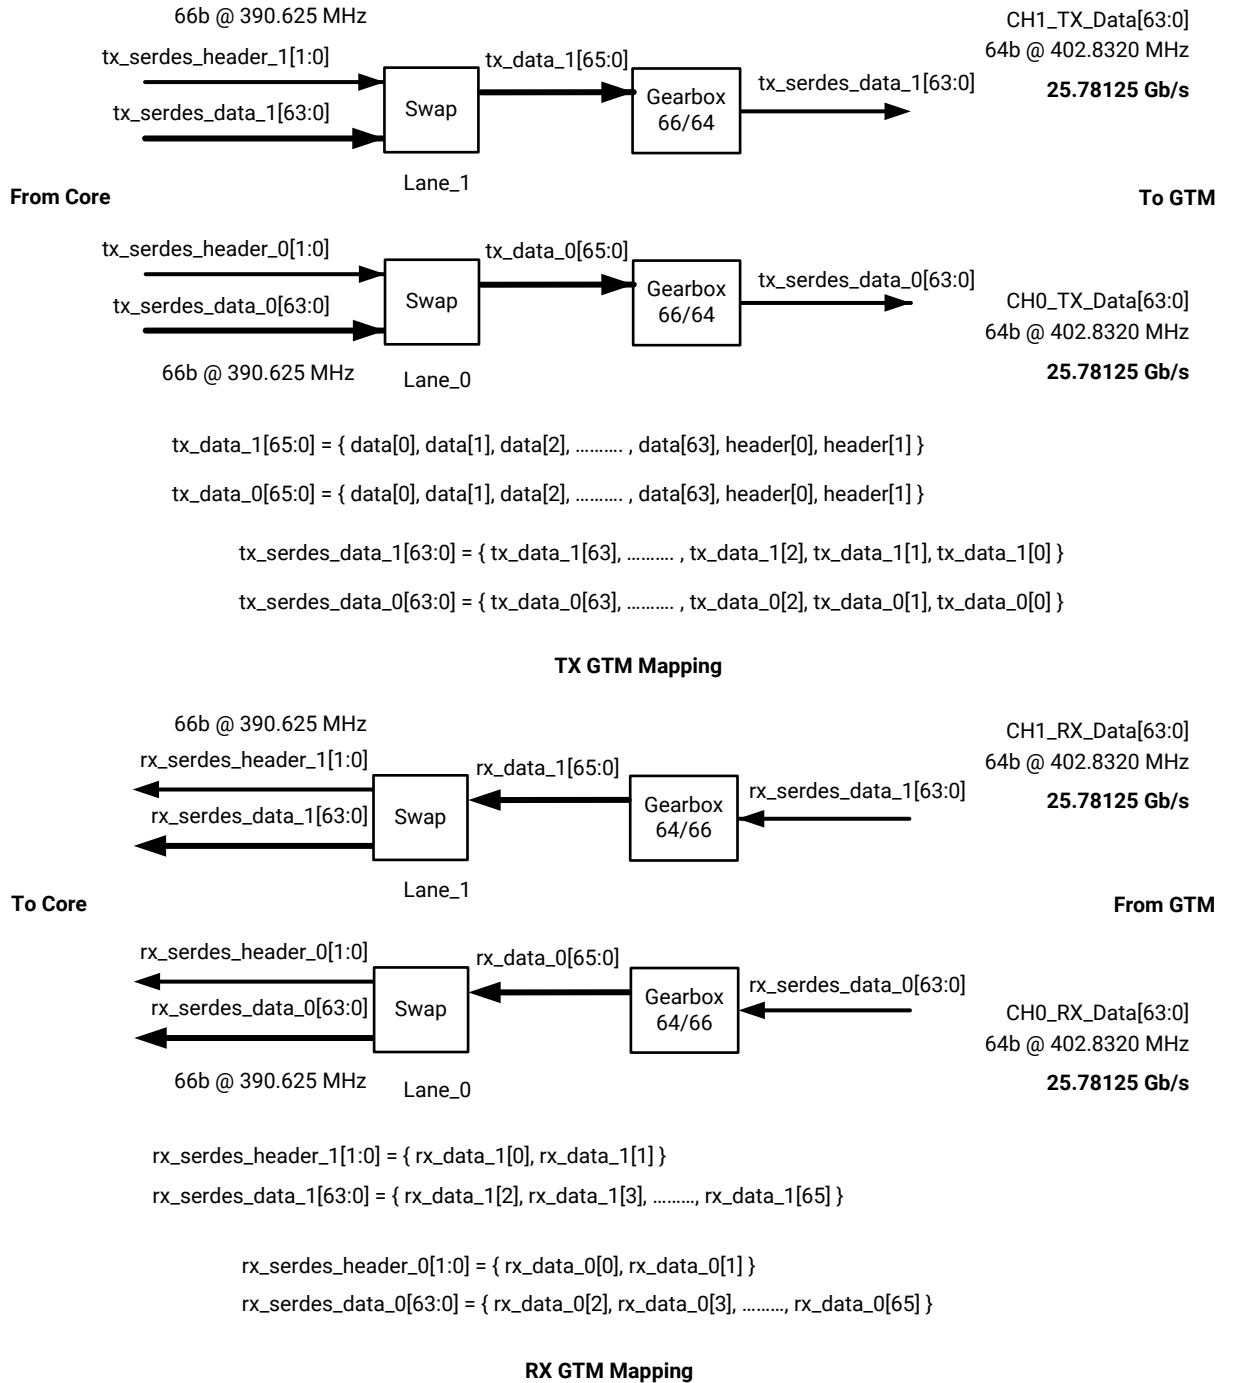 66b @ 390.625 MHz
CH1_TX_Data[63:0]
tx_serdes_header_1[1:0]
tx_data_1[65:0]
64b @ 402.8320 MHz
tx_serdes_data_1[63:0]
25.78125 Gb/s
tx_serdes_data_1[63:0]
Swap
Gearbox
66/64
Lane_1
From Core
To GTM
tx_serdes_header_0[1:0]
tx_data_0[65:0]
tx_serdes_data_0[63:0]
tx_serdes_data_0[63:0]
Swap
Gearbox
66/64
CH0_TX_Data[63:0]
64b @ 402.8320 MHz
66b @ 390.625 MHz
Lane_0
25.78125 Gb/s
tx_data_1[65:0] = { data[0], data[1], data[2], ………. , data[63], header[0], header[1] }
tx_data_0[65:0] = { data[0], data[1], data[2], ………. , data[63], header[0], header[1] }
tx_serdes_data_1[63:0] = { tx_data_1[63], ………. , tx_data_1[2], tx_data_1[1], tx_data_1[0] }
tx_serdes_data_0[63:0] = { tx_data_0[63], ………. , tx_data_0[2], tx_data_0[1], tx_data_0[0] }
TX GTM Mapping
66b @ 390.625 MHz
CH1_RX_Data[63:0]
rx_serdes_header_1[1:0]
rx_data_1[65:0]
64b @ 402.8320 MHz
rx_serdes_data_1[63:0]
25.78125 Gb/s
rx_serdes_data_1[63:0]
Swap
Gearbox
64/66
Lane_1
To Core
From GTM
rx_serdes_header_0[1:0]
rx_data_0[65:0]
rx_serdes_data_0[63:0]
rx_serdes_data_0[63:0]
Swap
Gearbox
64/66
CH0_RX_Data[63:0]
64b @ 402.8320 MHz
66b @ 390.625 MHz
Lane_0
25.78125 Gb/s
rx_serdes_header_1[1:0] = { rx_data_1[0], rx_data_1[1] }
rx_serdes_data_1[63:0] = { rx_data_1[2], rx_data_1[3], ………, rx_data_1[65] }
rx_serdes_header_0[1:0] = { rx_data_0[0], rx_data_0[1] }
rx_serdes_data_0[63:0] = { rx_data_0[2], rx_data_0[3], ………, rx_data_0[65] }
RX GTM Mapping